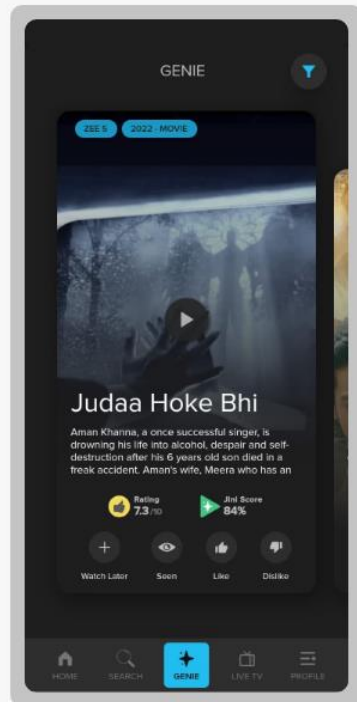 GENIE
ZEE 5
2022 - MOVIE
Judaa Hoke Bhi
Aman Khanna, a once successful singer, is
drowning his life into alcohol, despair and self-
destruction after his 6 years old son died in a
freak accident. Aman's wife, Meera who has an
Rating
7.3 /10
Jini Score
84%
Watch Later
Seen
Like
Dislike
HOME
SEARCH
GENIE
LIVE TV
PROFILE